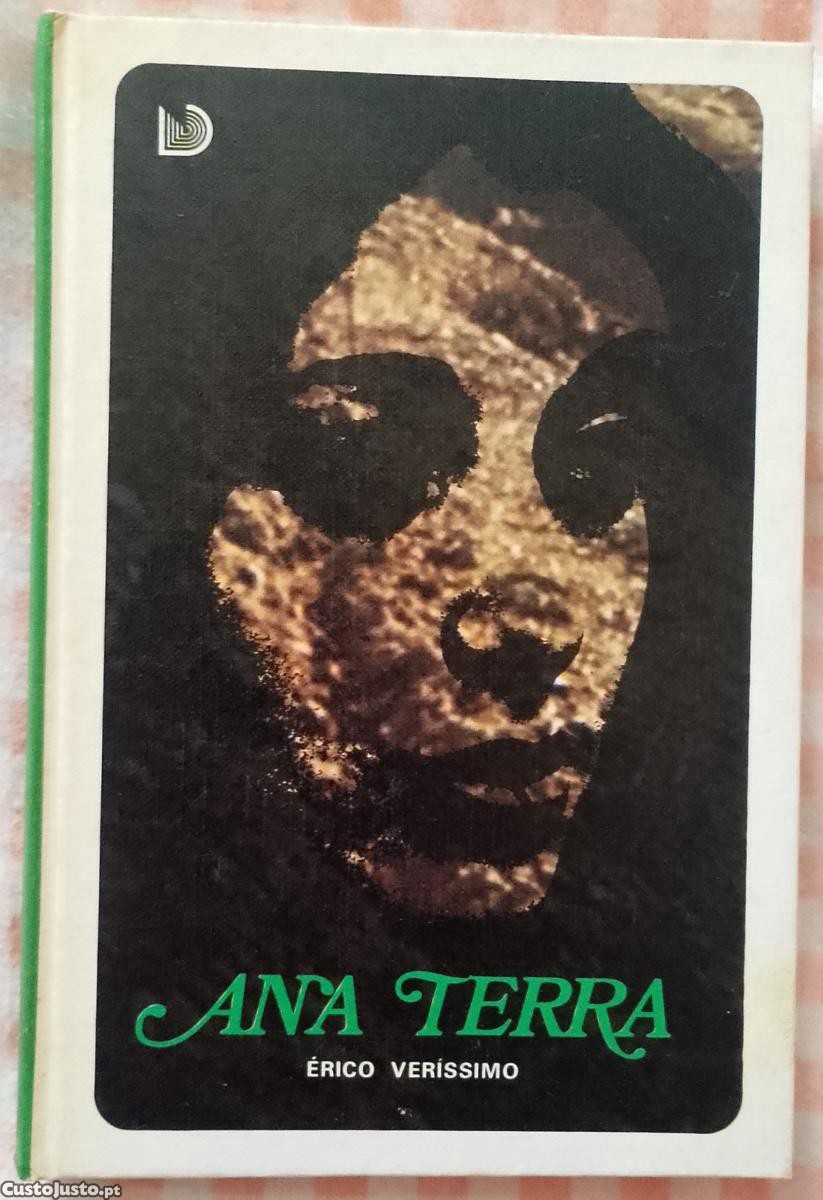 D
ANA TERRA
ÉRICO VERÍSSIMO
CustoJusto.pt